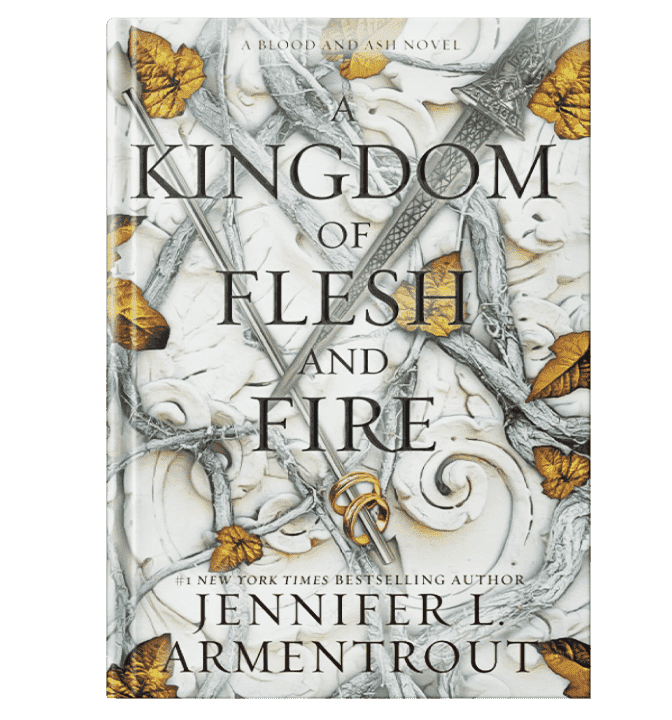 A BLOOD AND ASH NOVEL
A
KINGDOM
OF
FLESH
AND
FIRE
#1 NEW YORK TIMES BESTSELLING AUTHOR
JENNIFER L.
ARMENTROUT